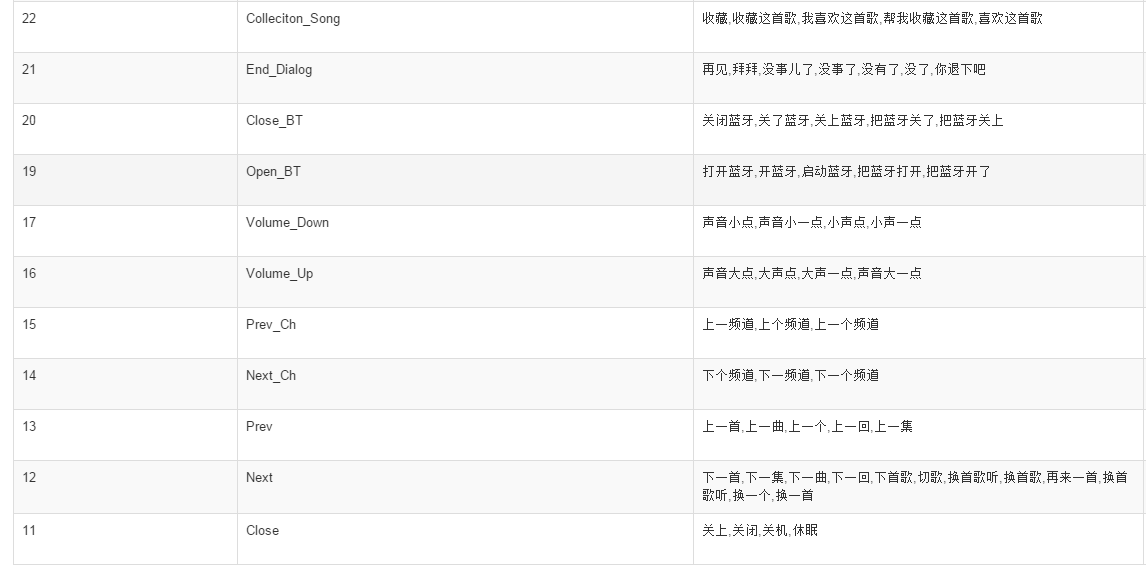 22 Colleciton_Song 收藏,收藏这首歌,我喜欢这首歌,帮我收藏这首歌,喜欢这首歌
21 End_Dialog 再见,拜拜,没事儿了,没事了,没有了,没了,你退下吧
20 Close_BT 关闭蓝牙,关了蓝牙,关上蓝牙,把蓝牙关了,把蓝牙关上
19 Open_BT 打开蓝牙,开蓝牙,启动蓝牙,把蓝牙打开,把蓝牙开了
17 Volume_Down 声音小点,声音小一点,小声点,小声一点
16 Volume_Up 声音大点,大声点,大声一点,声音大一点
15 Prev_Ch 上一频道,上个频道,上一个频道
14 Next_Ch 下个频道,下一频道,下一个频道
13 Prev 上一首,上一曲,上一个,上一回,上一集
12 Next 下一首,下一集,下一曲,下一回,下首歌,切歌,换首歌听,换首歌,再来一首,换首
歌听,换一个,换一首
11 Close 关上,关闭,关机,休眠